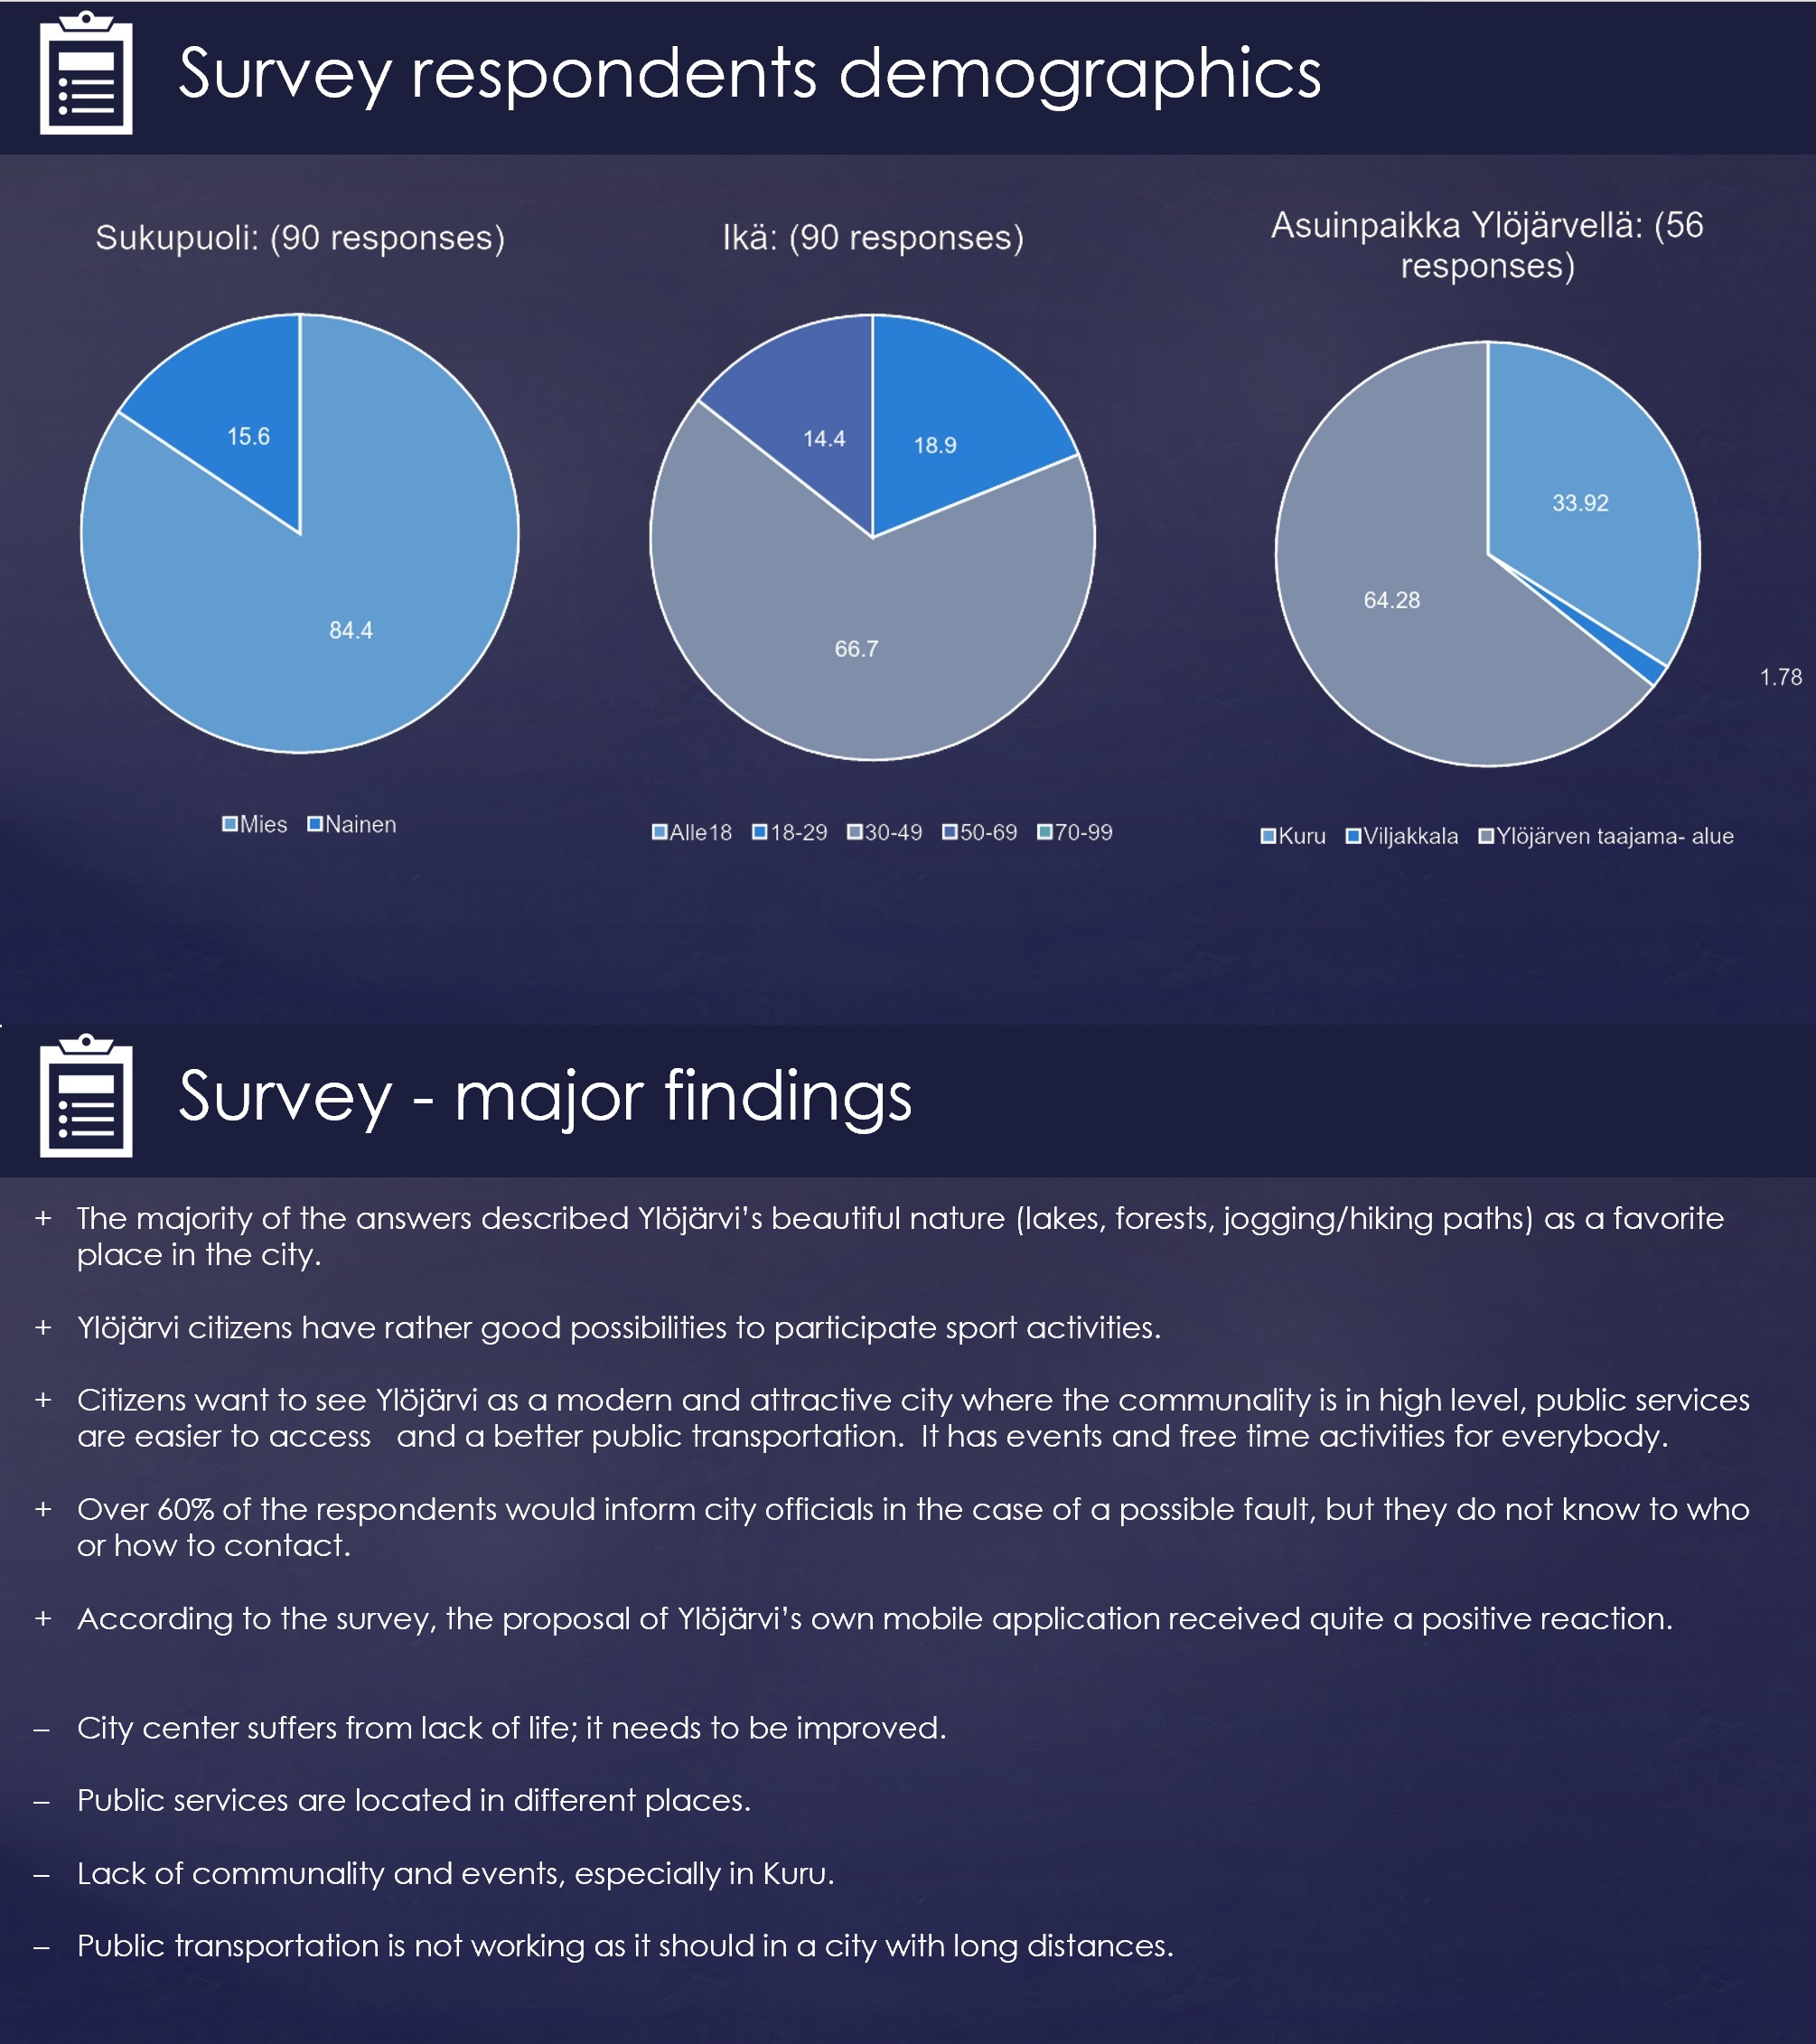 Survey respondents demographics
Sukupuoli: (90 responses)
15.6
84.4
Mies Nainen
Ikä: (90 responses)
14.4
18.9
66.7
Alle18 18-29 30-49 50-69 70-99
Asuinpaikka Ylöjärvellä: (56
responses)
33.92
64.28
1.78
Kuru Viljakkala Ylöjärven taajama- alue
Survey - major findings
+ The majority of the answers described Ylöjärvi’s beautiful nature (lakes, forests, jogging/hiking paths) as a favorite
place in the city.
+ Ylöjärvi citizens have rather good possibilities to participate sport activities.
+ Citizens want to see Ylöjärvi as a modern and attractive city where the communality is in high level, public services
are easier to access   and a better public transportation.  It has events and free time activities for everybody.
+ Over 60% of the respondents would inform city officials in the case of a possible fault, but they do not know to who
or how to contact.
+ According to the survey, the proposal of Ylöjärvi’s own mobile application received quite a positive reaction.
– City center suffers from lack of life; it needs to be improved.
– Public services are located in different places.
– Lack of communality and events, especially in Kuru.
– Public transportation is not working as it should in a city with long distances.